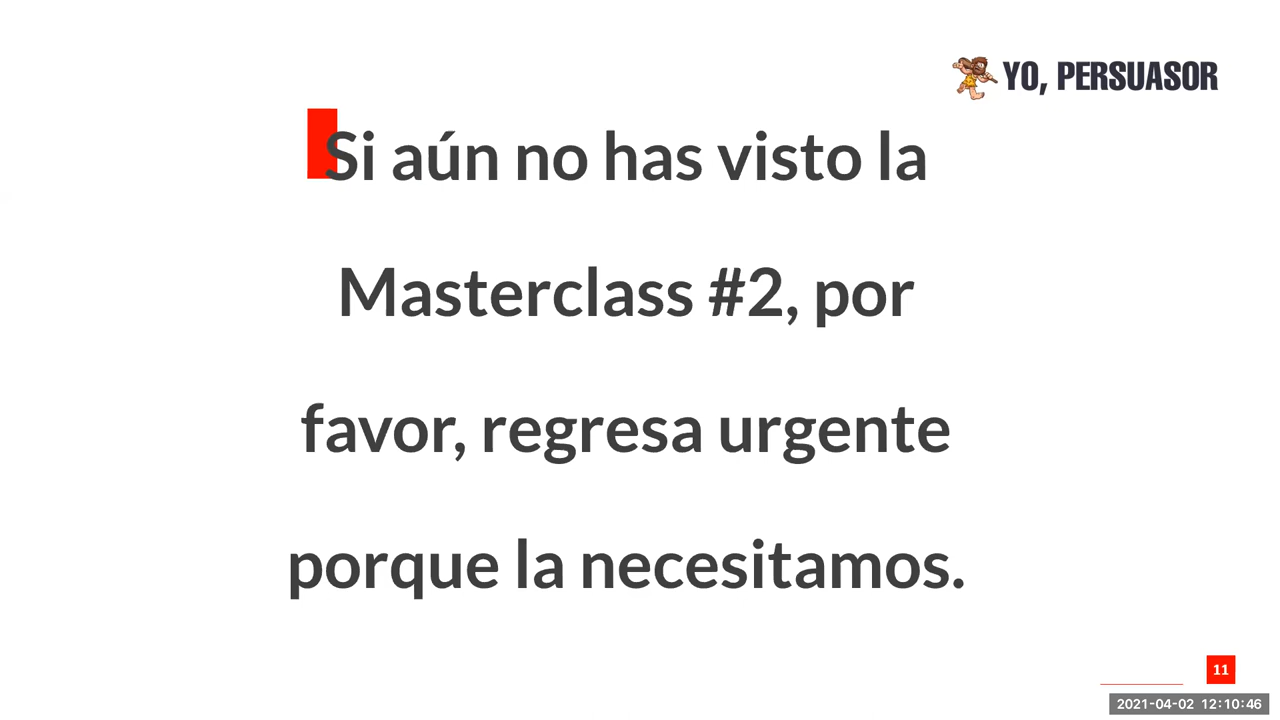 YO, PERSUASOR
Si aún no has visto la
Masterclass #2, por
favor, regresa urgente
porque la necesitamos.
11
2021-04-02 12:10:46